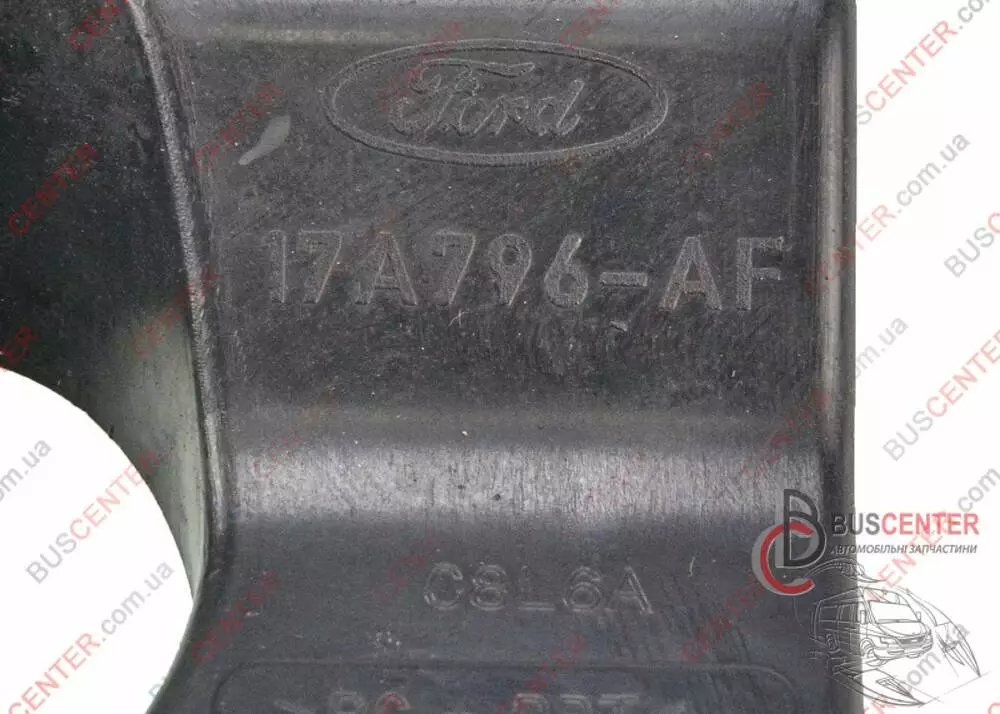 Ford
17A796-AF
C8L6A
BUSCENTER
АВТОМОБІЛЬНІ ЗАПЧАСТИНИ
BUSCENTER.com.ua